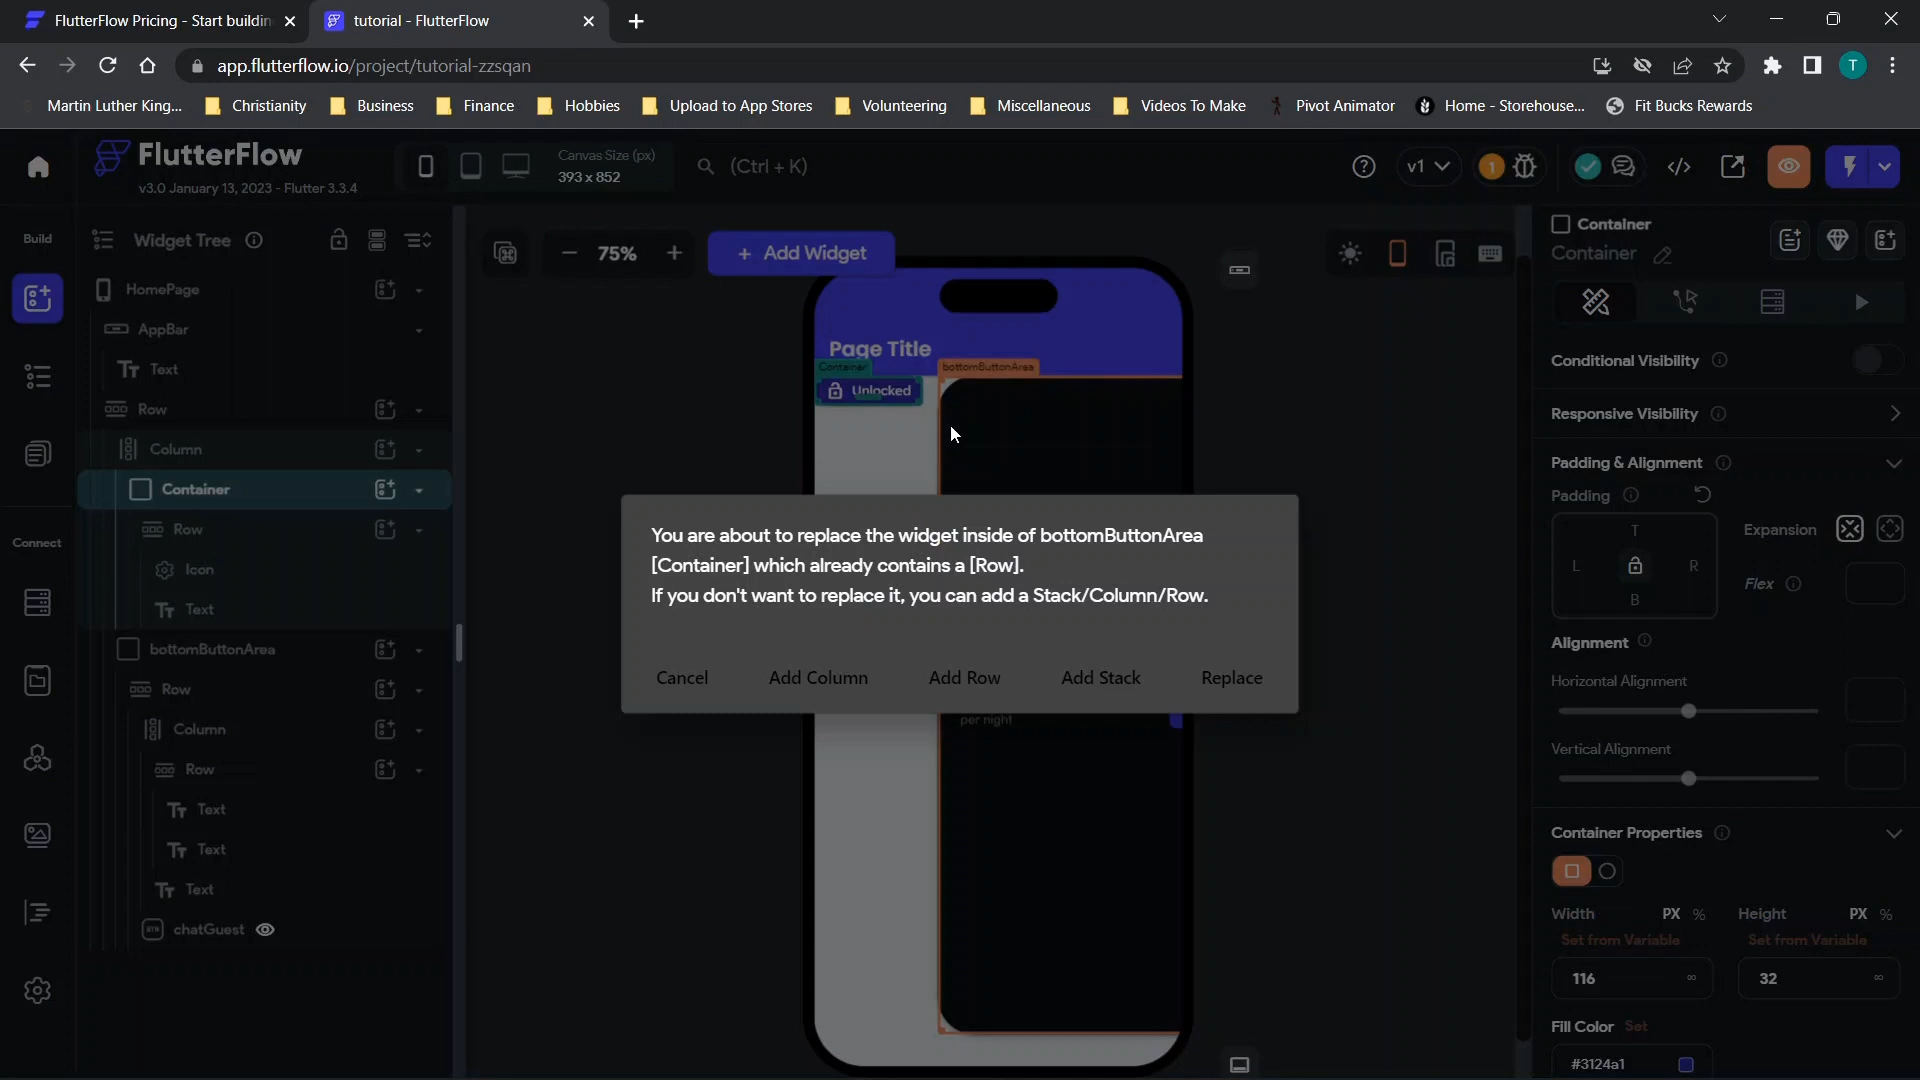 FlutterFlow Pricing - Start buildin
tutorial - FlutterFlow
app.flutterflow.io/project/tutorial-zzsqan
T
Martin Luther King...
Christianity
Business
Finance
Hobbies
Upload to App Stores
Volunteering
Miscellaneous
Videos To Make
Pivot Animator
Home - Storehouse...
Fit Bucks Rewards
FlutterFlow
v3.0 January 13, 2023 - Flutter 3.3.4
Canvas Size (px)
393 x 852
(Ctrl + K)
v1
1
Build
Widget Tree
75%
+ Add Widget
Container
Container
HomePage
AppBar
Text
Row
Column
Container
Row
Icon
Text
bottomButtonArea
Row
Column
Row
Text
Text
Text
chatGuest
Connect
Page Title
Container
bottomButtonArea
Unlocked
You are about to replace the widget inside of bottomButtonArea
[Container] which already contains a [Row].
If you don't want to replace it, you can add a Stack/Column/Row.
Cancel
Add Column
Add Row
Add Stack
Replace
per night
Conditional Visibility
Responsive Visibility
Padding & Alignment
Padding
T
L
R
B
Expansion
Flex
Alignment
Horizontal Alignment
Vertical Alignment
Container Properties
Width PX %
Height PX %
Set from Variable
Set from Variable
116 ∞
32 ∞
Fill Color Set
#3124a1